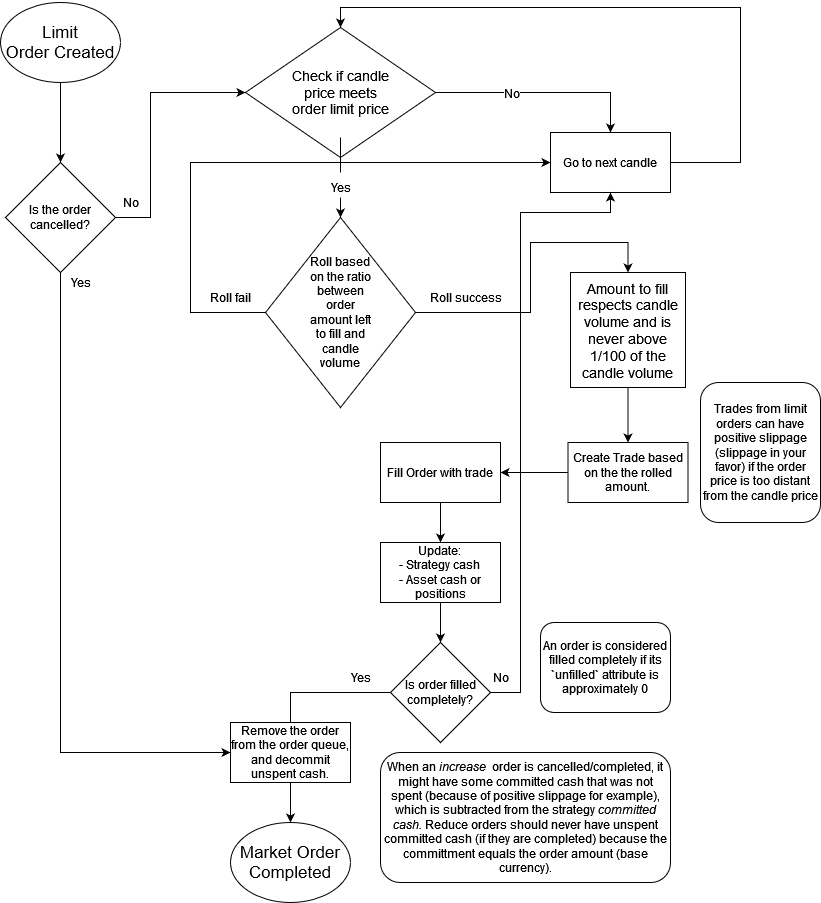 Limit
Order Created
Check if candle
price meets
order limit price
No
Go to next candle
Is the order
cancelled?
No
Yes
Yes
Roll based
on the ratio
between
order
amount left
to fill and
candle
volume
Roll fail
Roll success
Amount to fill
respects candle
volume and is
never above
1/100 of the
candle volume
Trades from limit
orders can have
positive slippage
(slippage in your
favor) if the order
price is too distant
from the candle price
Create Trade based
on the the rolled
amount.
Fill Order with trade
Update:
- Strategy cash
- Asset cash or
positions
An order is considered
filled completely if its
`unfilled` attribute is
approximately 0
Is order filled
completely?
Yes
No
Remove the order
from the order queue,
and decommit
unspent cash.
When an increase order is cancelled/completed, it
might have some committed cash that was not
spent (because of positive slippage for example),
which is subtracted from the strategy committed
cash. Reduce orders should never have unspent
committed cash (if they are completed) because the
committment equals the order amount (base
currency).
Market Order
Completed